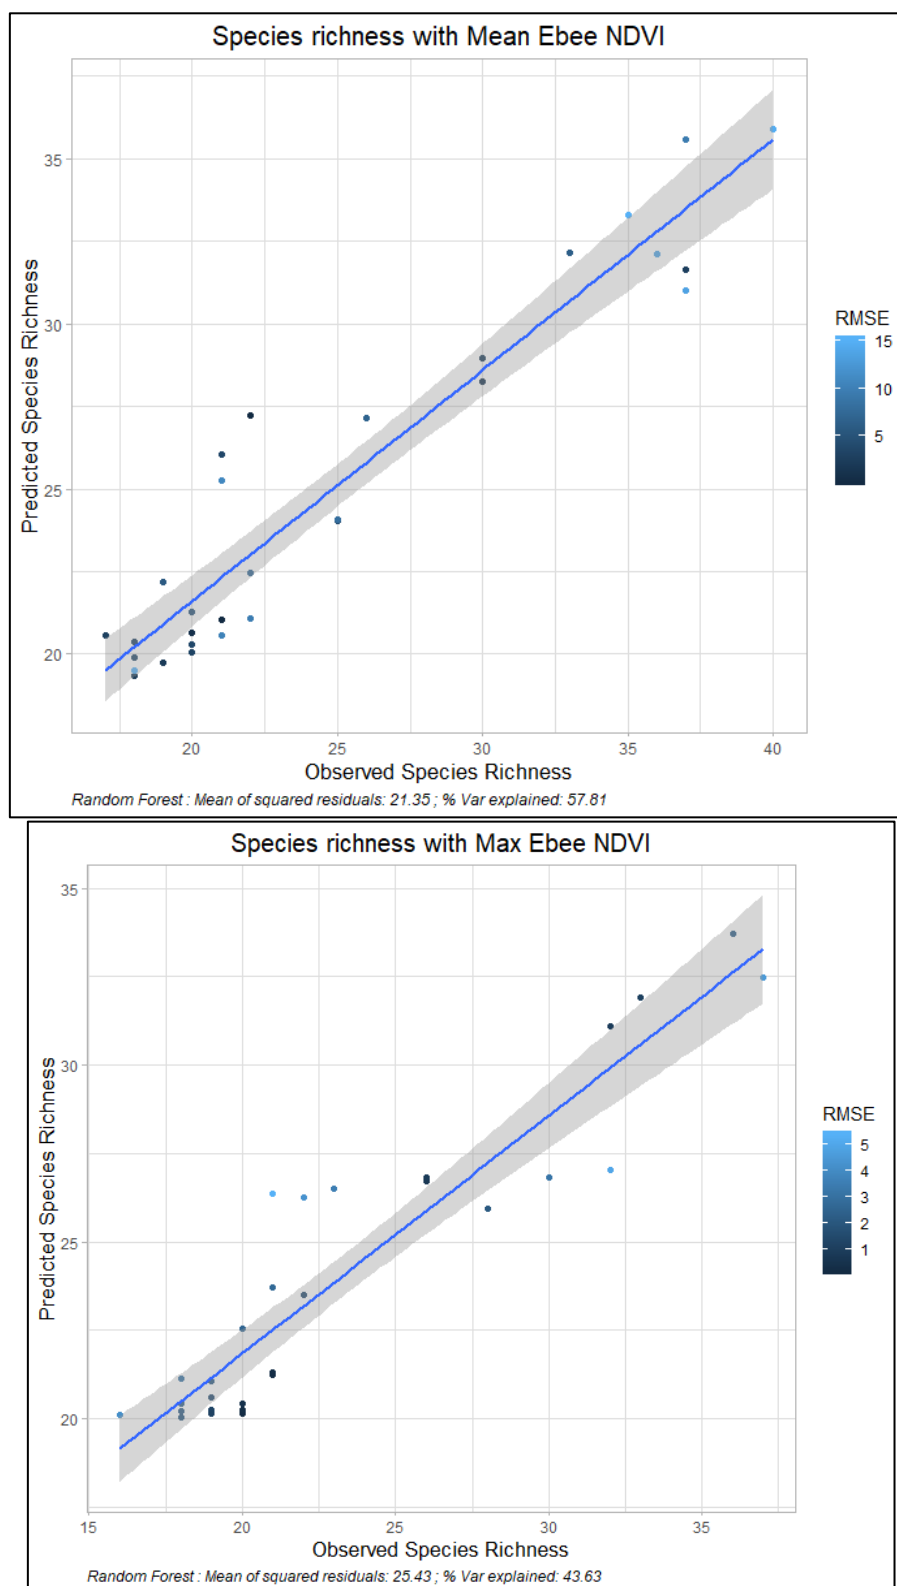 Species richness with Mean Ebee NDVI
Predicted Species Richness
35
30
25
20
20
25
30
35
40
Observed Species Richness
RMSE
15
10
5
Random Forest : Mean of squared residuals: 21.35 ; % Var explained: 57.81
Species richness with Max Ebee NDVI
Predicted Species Richness
35
30
25
20
15
20
25
30
35
Observed Species Richness
RMSE
5
4
3
2
1
Random Forest : Mean of squared residuals: 25.43 ; % Var explained: 43.63